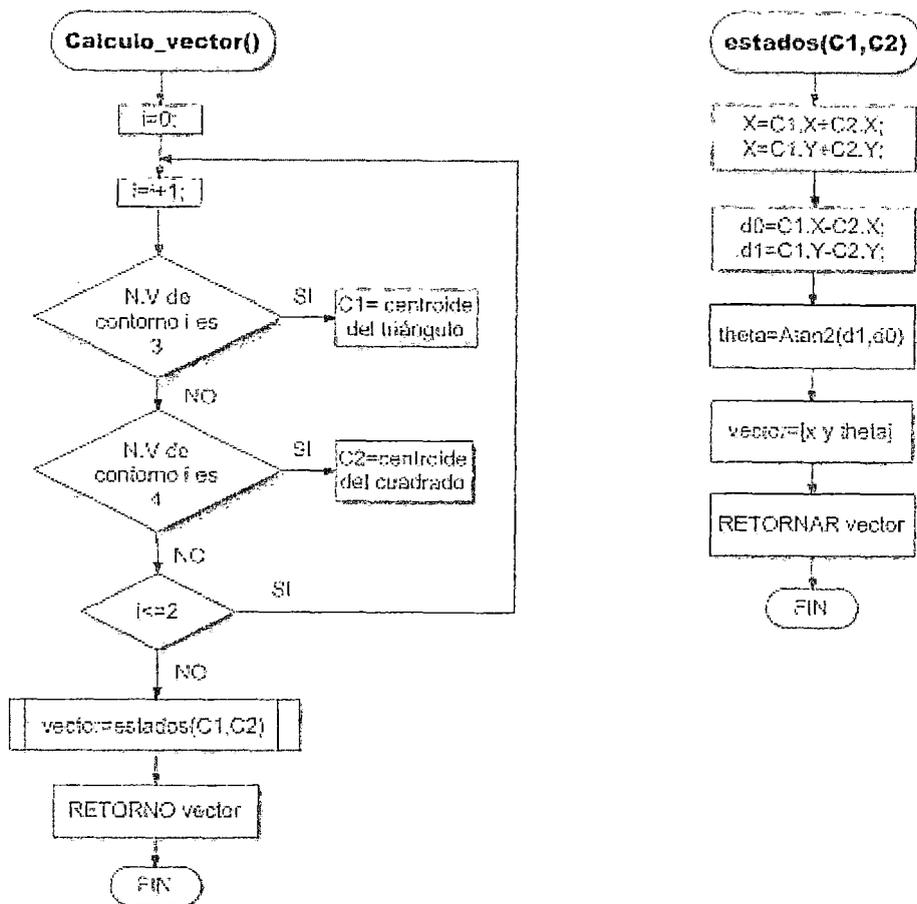 Calculo_vector()
i=0;
i=i+1;
N.V de
contorno i es
3
SI
C1= centroide
del triángulo
NO
N.V de
contorno i es
4
SI
C2=centroide
del cuadrado
NO
i<=2
SI
NO
vector=estados(C1,C2)
RETORNO vector
FIN
estados(C1,C2)
X=C1.X+C2.X;
X=C1.Y+C2.Y;
d0=C1.X-C2.X;
d1=C1.Y-C2.Y;
theta=Atan2(d1,d0)
vector=[x y theta]
RETORNAR vector
FIN